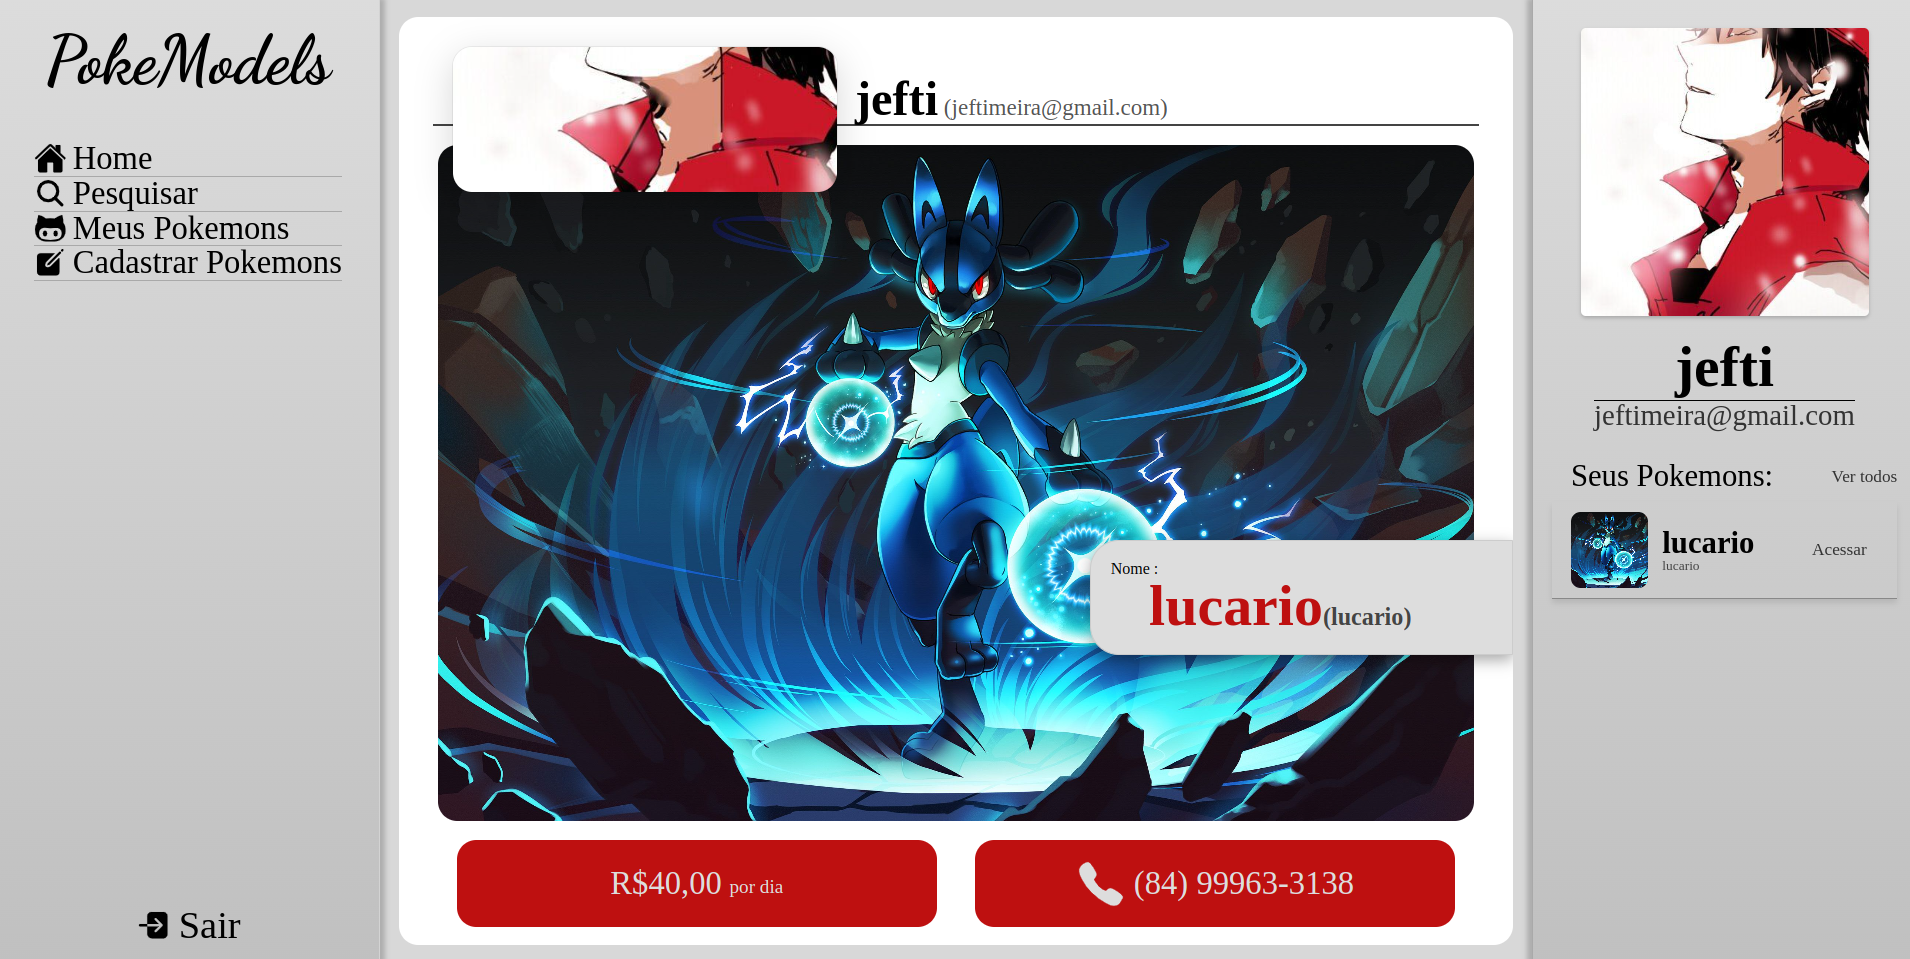 PokeModels
Home
Pesquisar
Meus Pokemons
Cadastrar Pokemons
Sair
jefti (jeftimeira@gmail.com)
Nome :
lucario(lucario)
R$40,00 por dia
(84) 99963-3138
jefti
jeftimeira@gmail.com
Seus Pokemons: Ver todos
lucario
lucario
Acessar